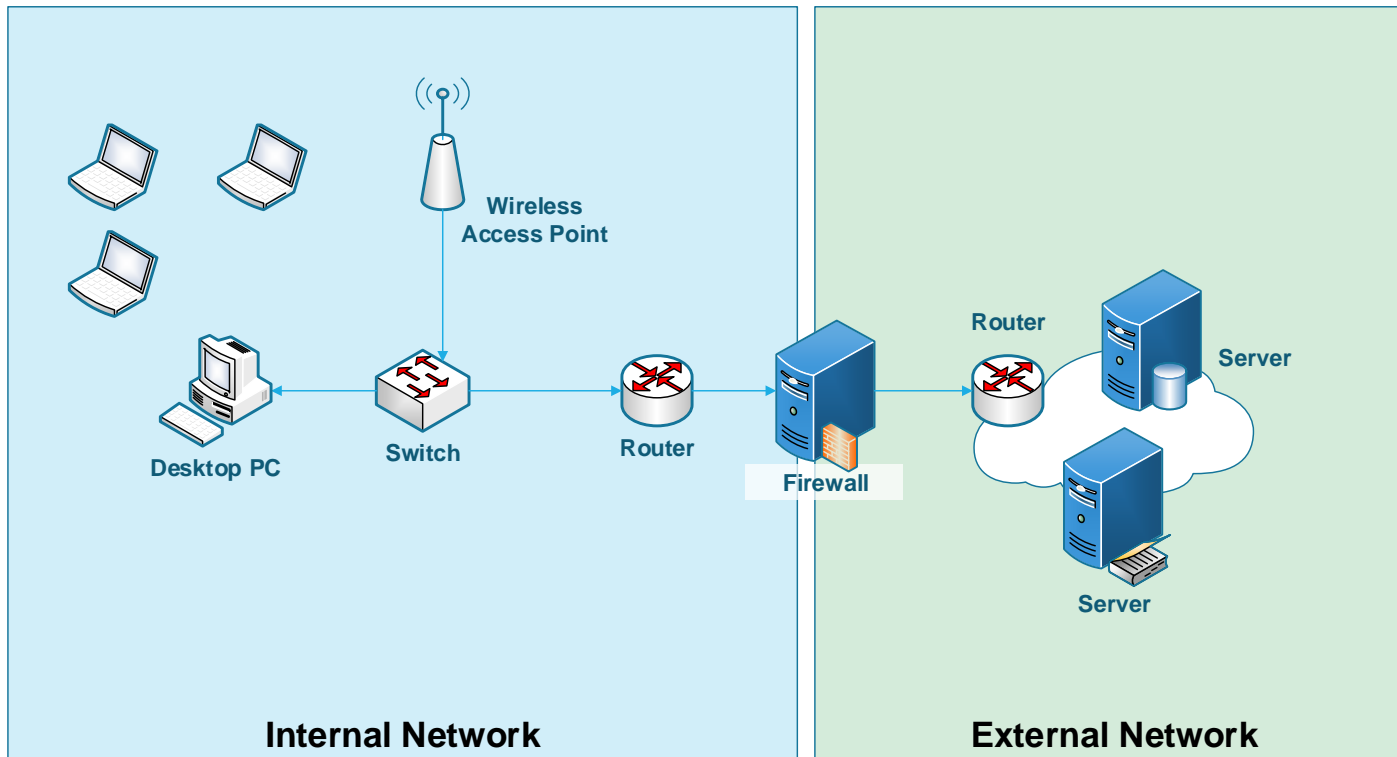 Wireless
Access Point
Router
Server
Desktop PC
Switch
Router
Firewall
Server
Internal Network
External Network